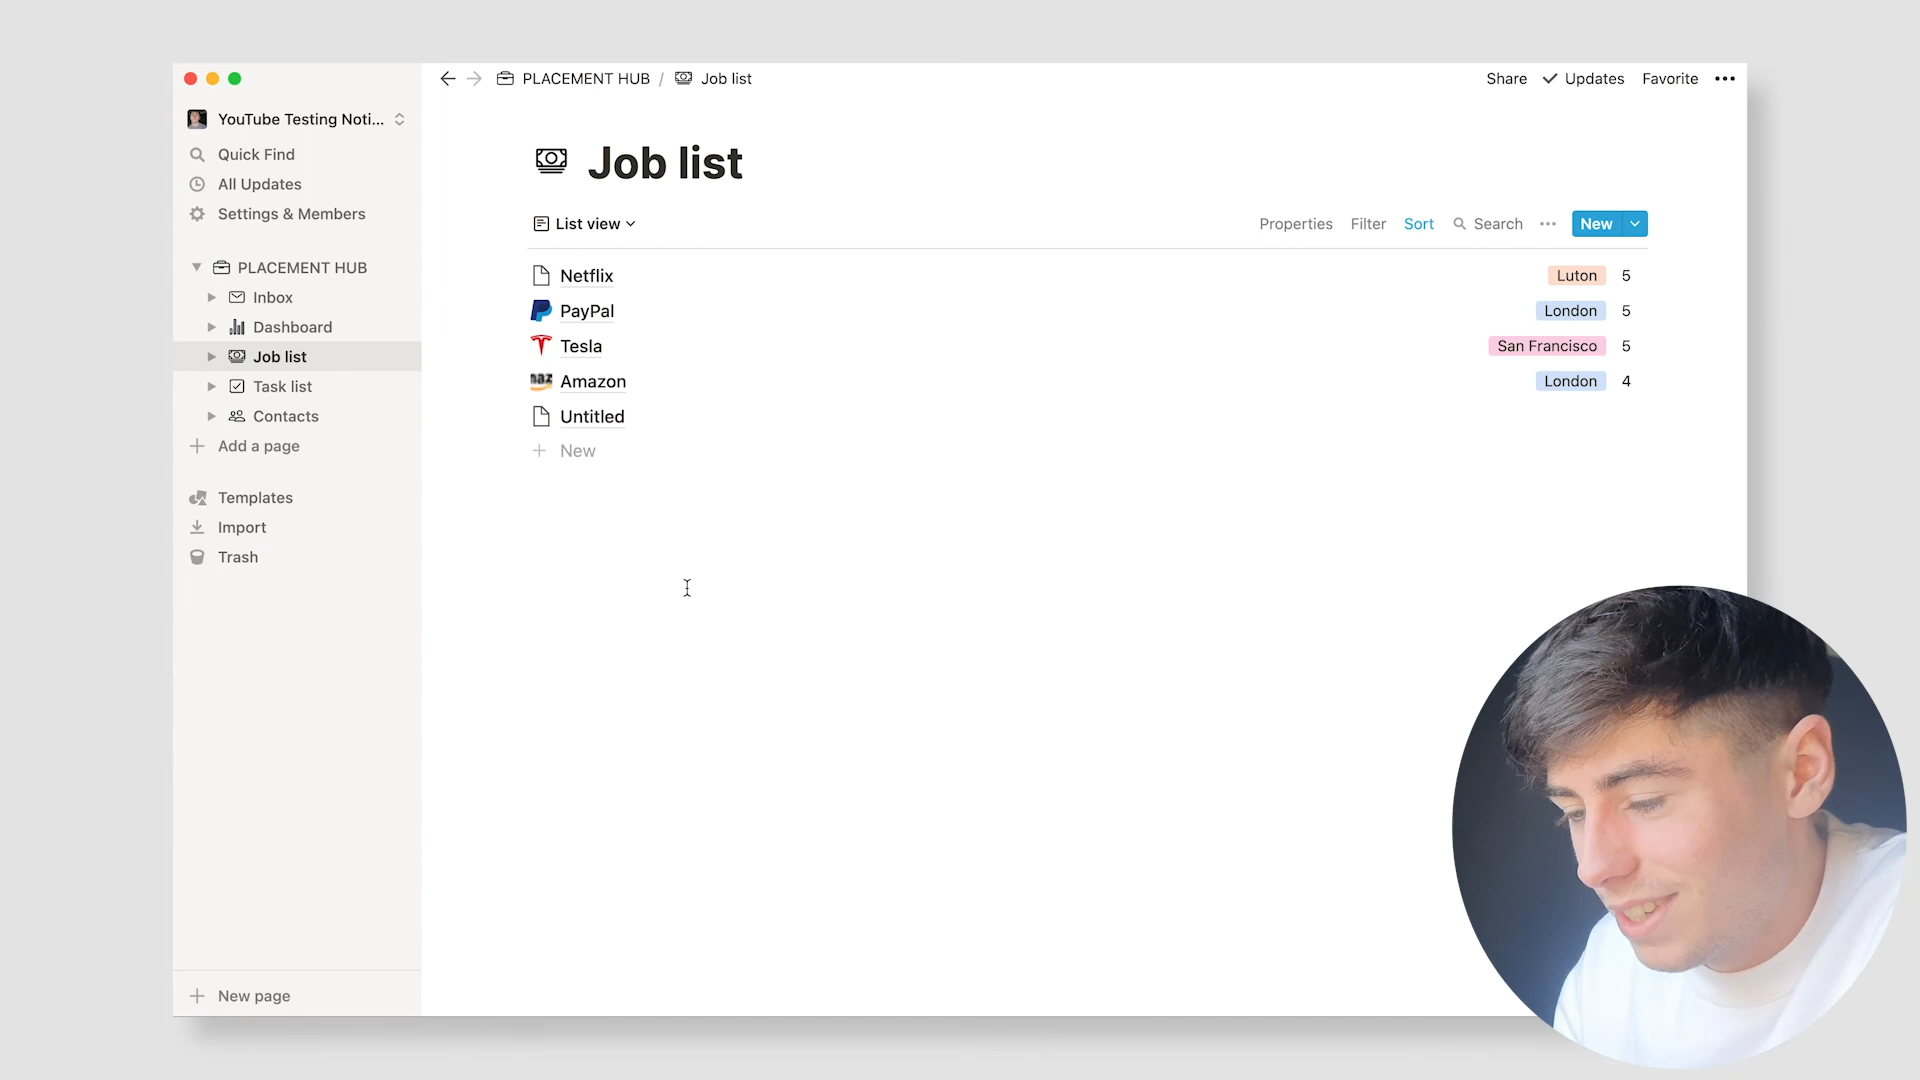 PLACEMENT HUB / Job list
Share Updates Favorite
YouTube Testing Noti...
Quick Find
All Updates
Settings & Members
PLACEMENT HUB
Inbox
Dashboard
Job list
Task list
Contacts
Add a page
Templates
Import
Trash
New page
Job list
List view
Properties Filter Sort Search New
Netflix Luton 5
PayPal London 5
Tesla San Francisco 5
naz Amazon London 4
Untitled
New